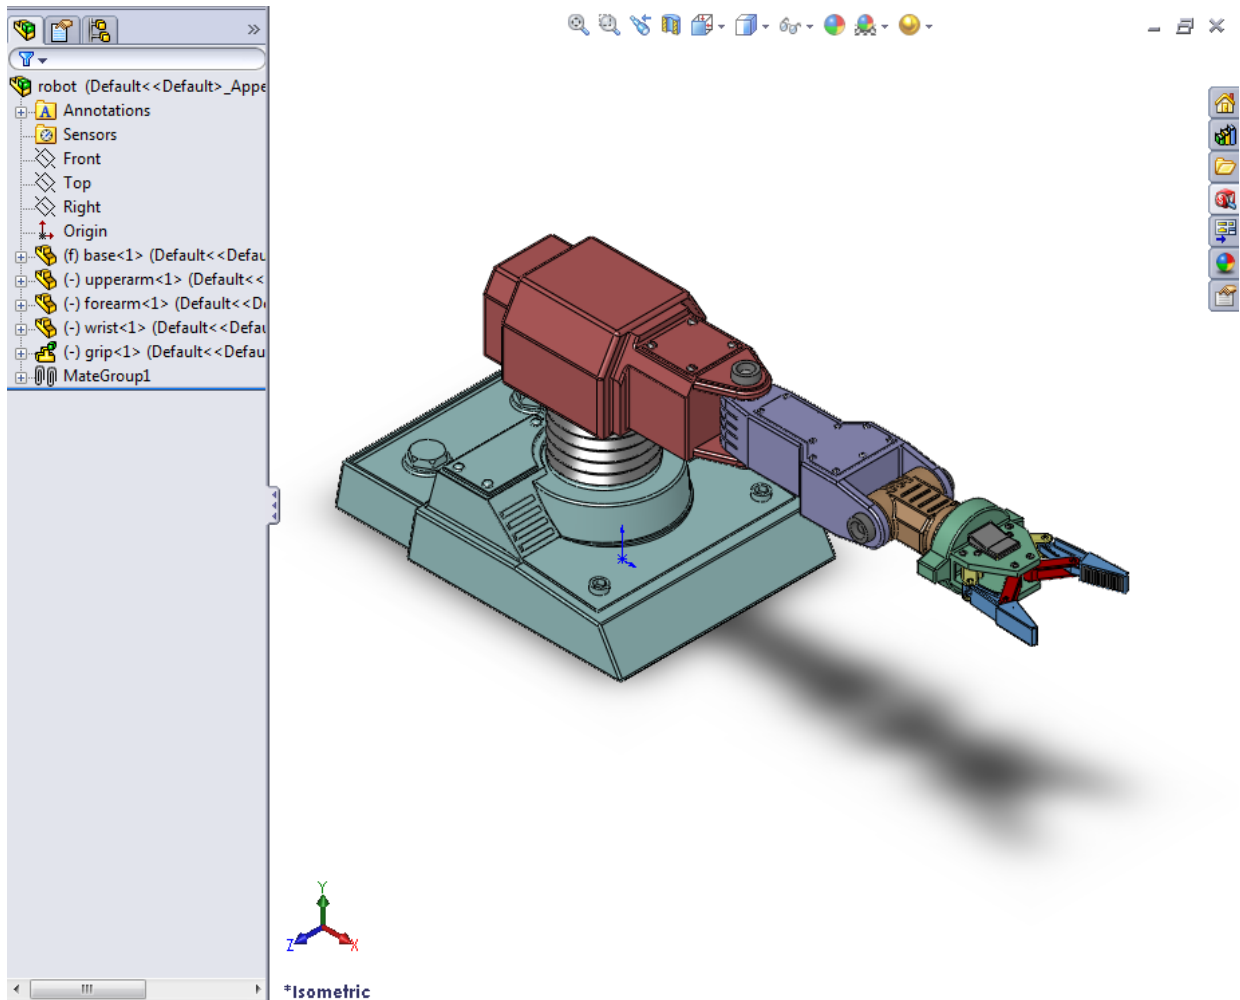 robot (Default<<Default>_Appe
Annotations
Sensors
Front
Top
Right
Origin
(f) base<1> (Default<<Defau
(-) upperarm<1> (Default<<
(-) forearm<1> (Default<<De
(-) wrist<1> (Default<<Defau
(-) grip<1> (Default<<Defau
MateGroup1
Y
Z
X
*Isometric